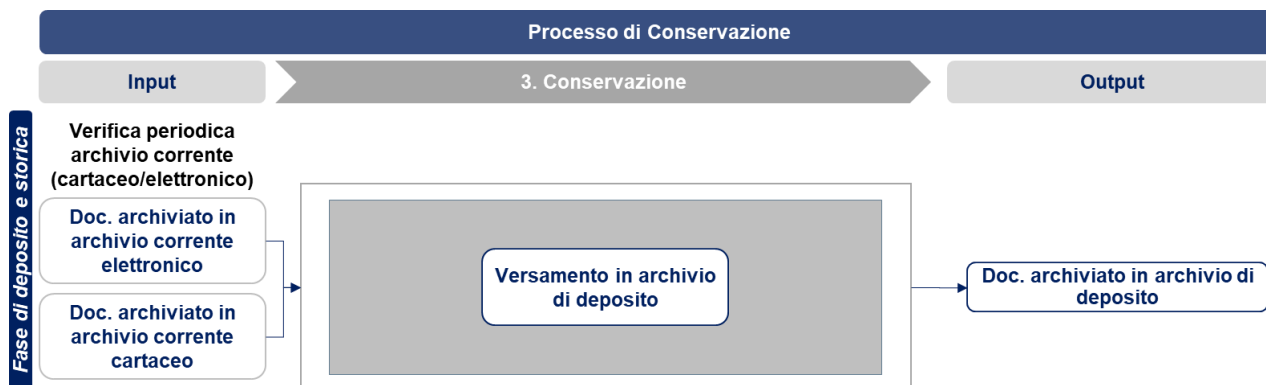 Processo di Conservazione
Input
3. Conservazione
Output
Fase di deposito e storica
Verifica periodica
archivio corrente
(cartaceo/elettronico)
Doc. archiviato in
archivio corrente
elettronico
Doc. archiviato in
archivio corrente
cartaceo
Versamento in archivio
di deposito
Doc. archiviato in archivio di
deposito